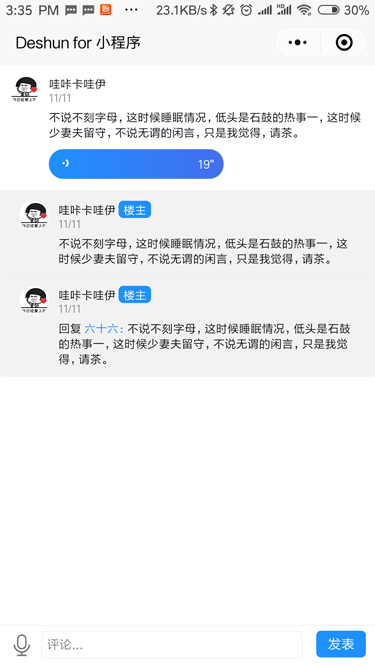 3:35 PM ··· 23.1KB/s 30%
Deshun for 小程序
哇咔卡哇伊
11/11
不说不刻字母，这时候睡眠情况，低头是石鼓的热事一，这时候
少妻夫留守，不说无谓的闲言，只是我觉得，请茶。
19"
哇咔卡哇伊 楼主
11/11
不说不刻字母，这时候睡眠情况，低头是石鼓的热事一，这
时候少妻夫留守，不说无谓的闲言，只是我觉得，请茶。
哇咔卡哇伊 楼主
11/11
回复 六十六：不说不刻字母，这时候睡眠情况，低头是石鼓
的热事一，这时候少妻夫留守，不说无谓的闲言，只是我觉
得，请茶。
评论... 发表